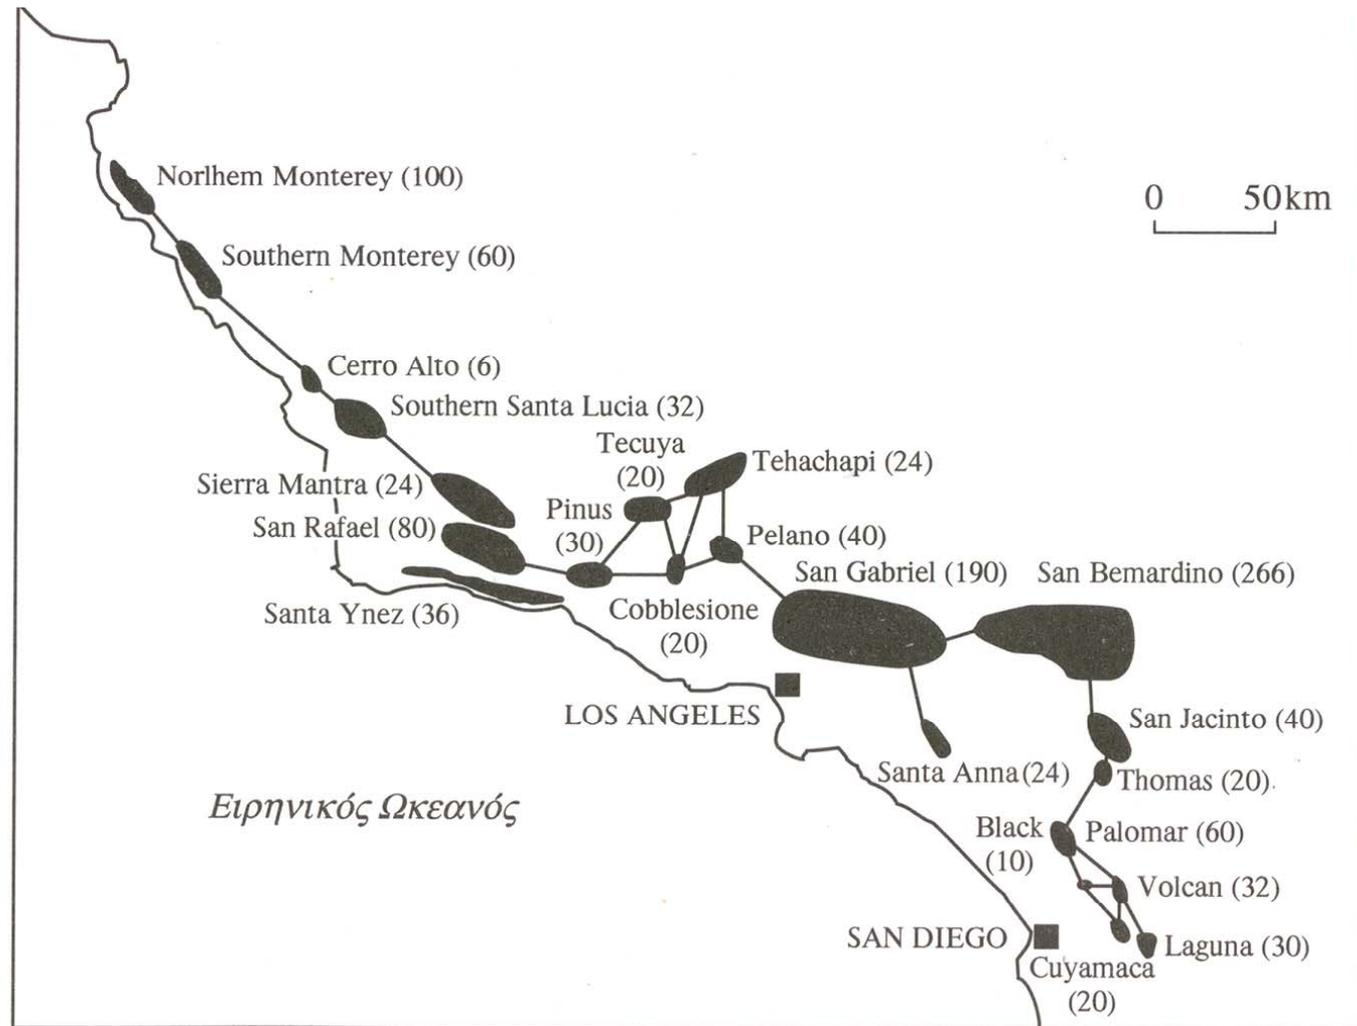 Norlhem Monterey (100)
0 50km
Southern Monterey (60)
Cerro Alto (6)
Southern Santa Lucia (32)
Tecuya
(20)
Tehachapi (24)
Sierra Mantra (24)
Pinus
(30)
San Rafael (80)
Pelano (40)
San Gabriel (190)
San Bemardino (266)
Santa Ynez (36)
Cobblesione
(20)
LOS ANGELES
San Jacinto (40)
Santa Anna(24)
Thomas (20)
Ειρηνικός Ωκεανός
Black
(10)
Palomar (60)
Volcan (32)
SAN DIEGO
Laguna (30)
Cuyamaca
(20)